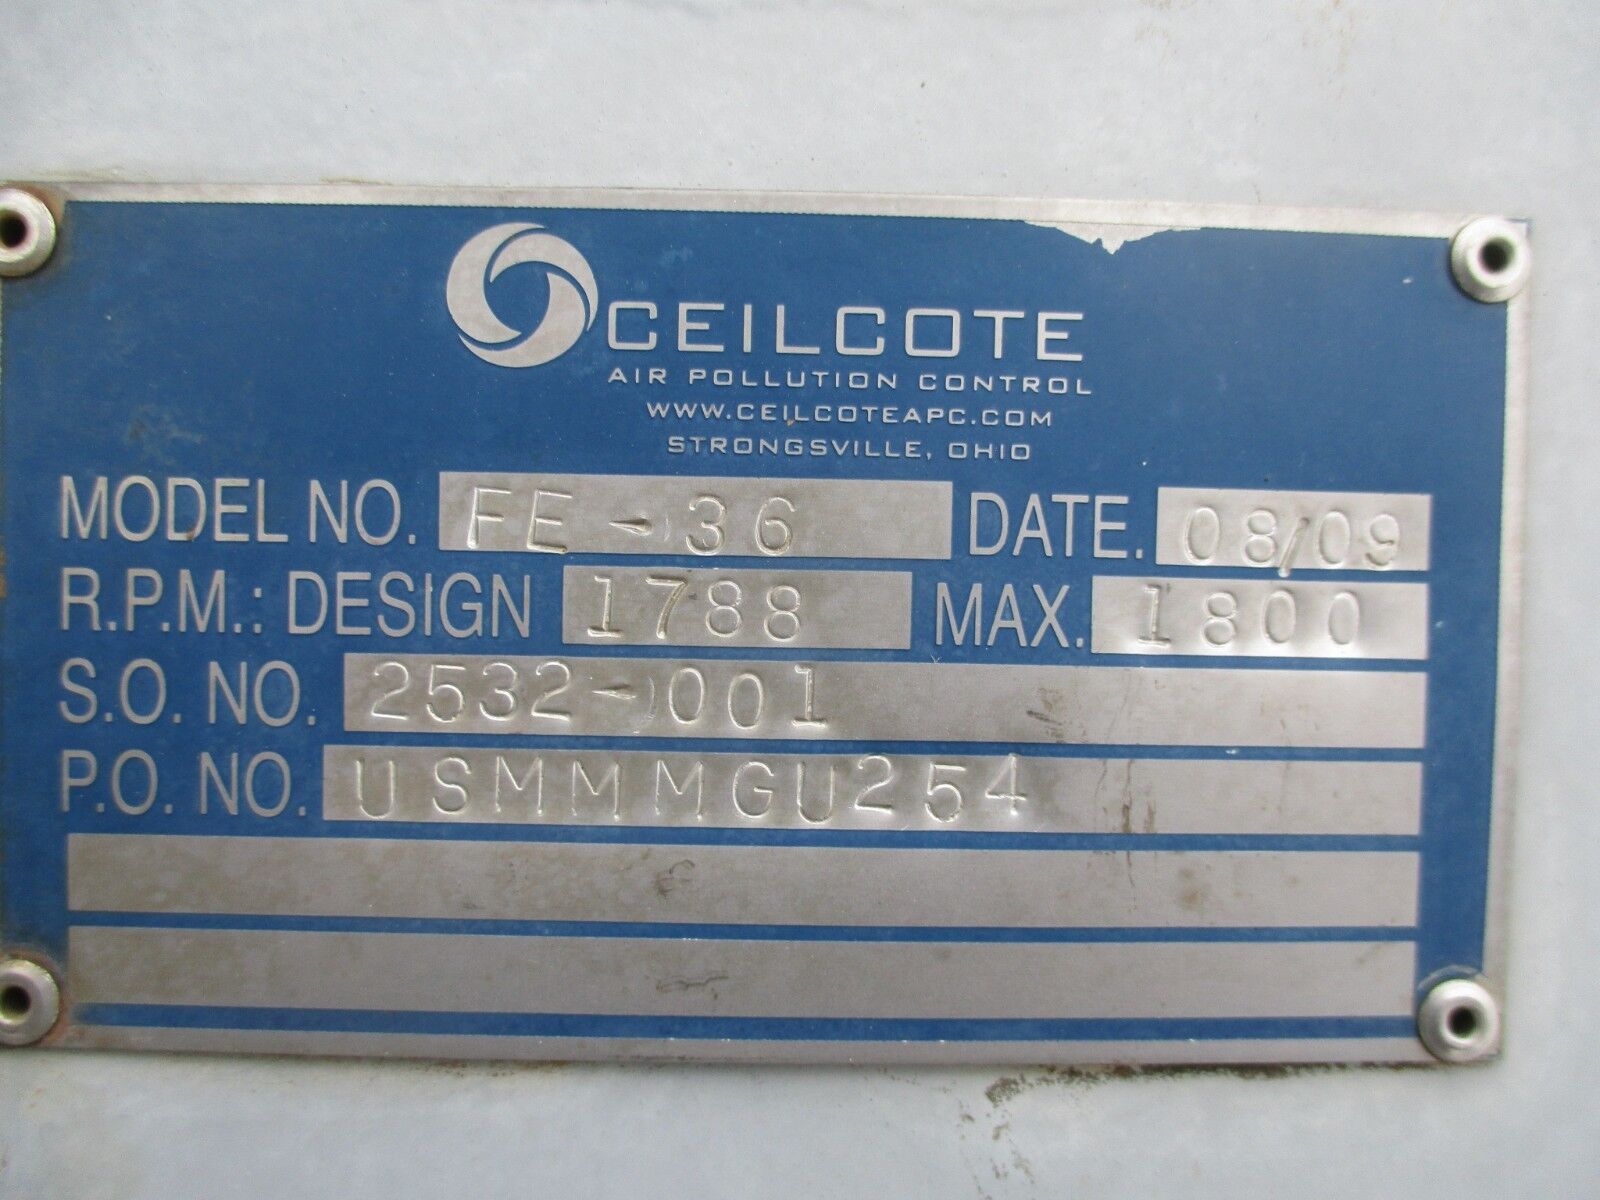 CEILCOTE
AIR POLLUTION CONTROL
WWW.CEILCOTEAPC.COM
STRONGSVILLE, OHIO
MODEL NO. FE-36 DATE. 08/09
R.P.M.: DESIGN 1788 MAX. 1800
S.O. NO. 2532-001
P.O. NO. USMMMGU254